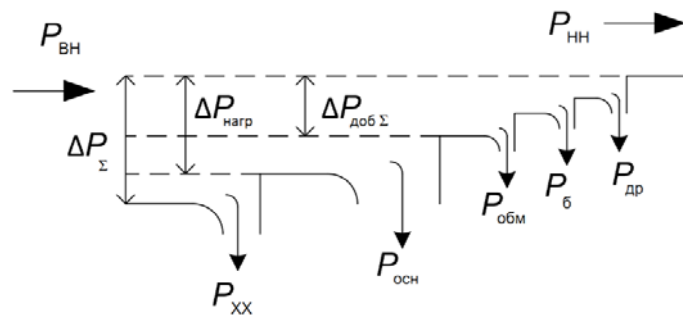 P_ВН
P_НН
ΔP_Σ
ΔP_нагр
ΔP_доб Σ
P_ХХ
P_осн
P_обм
P_б
P_др